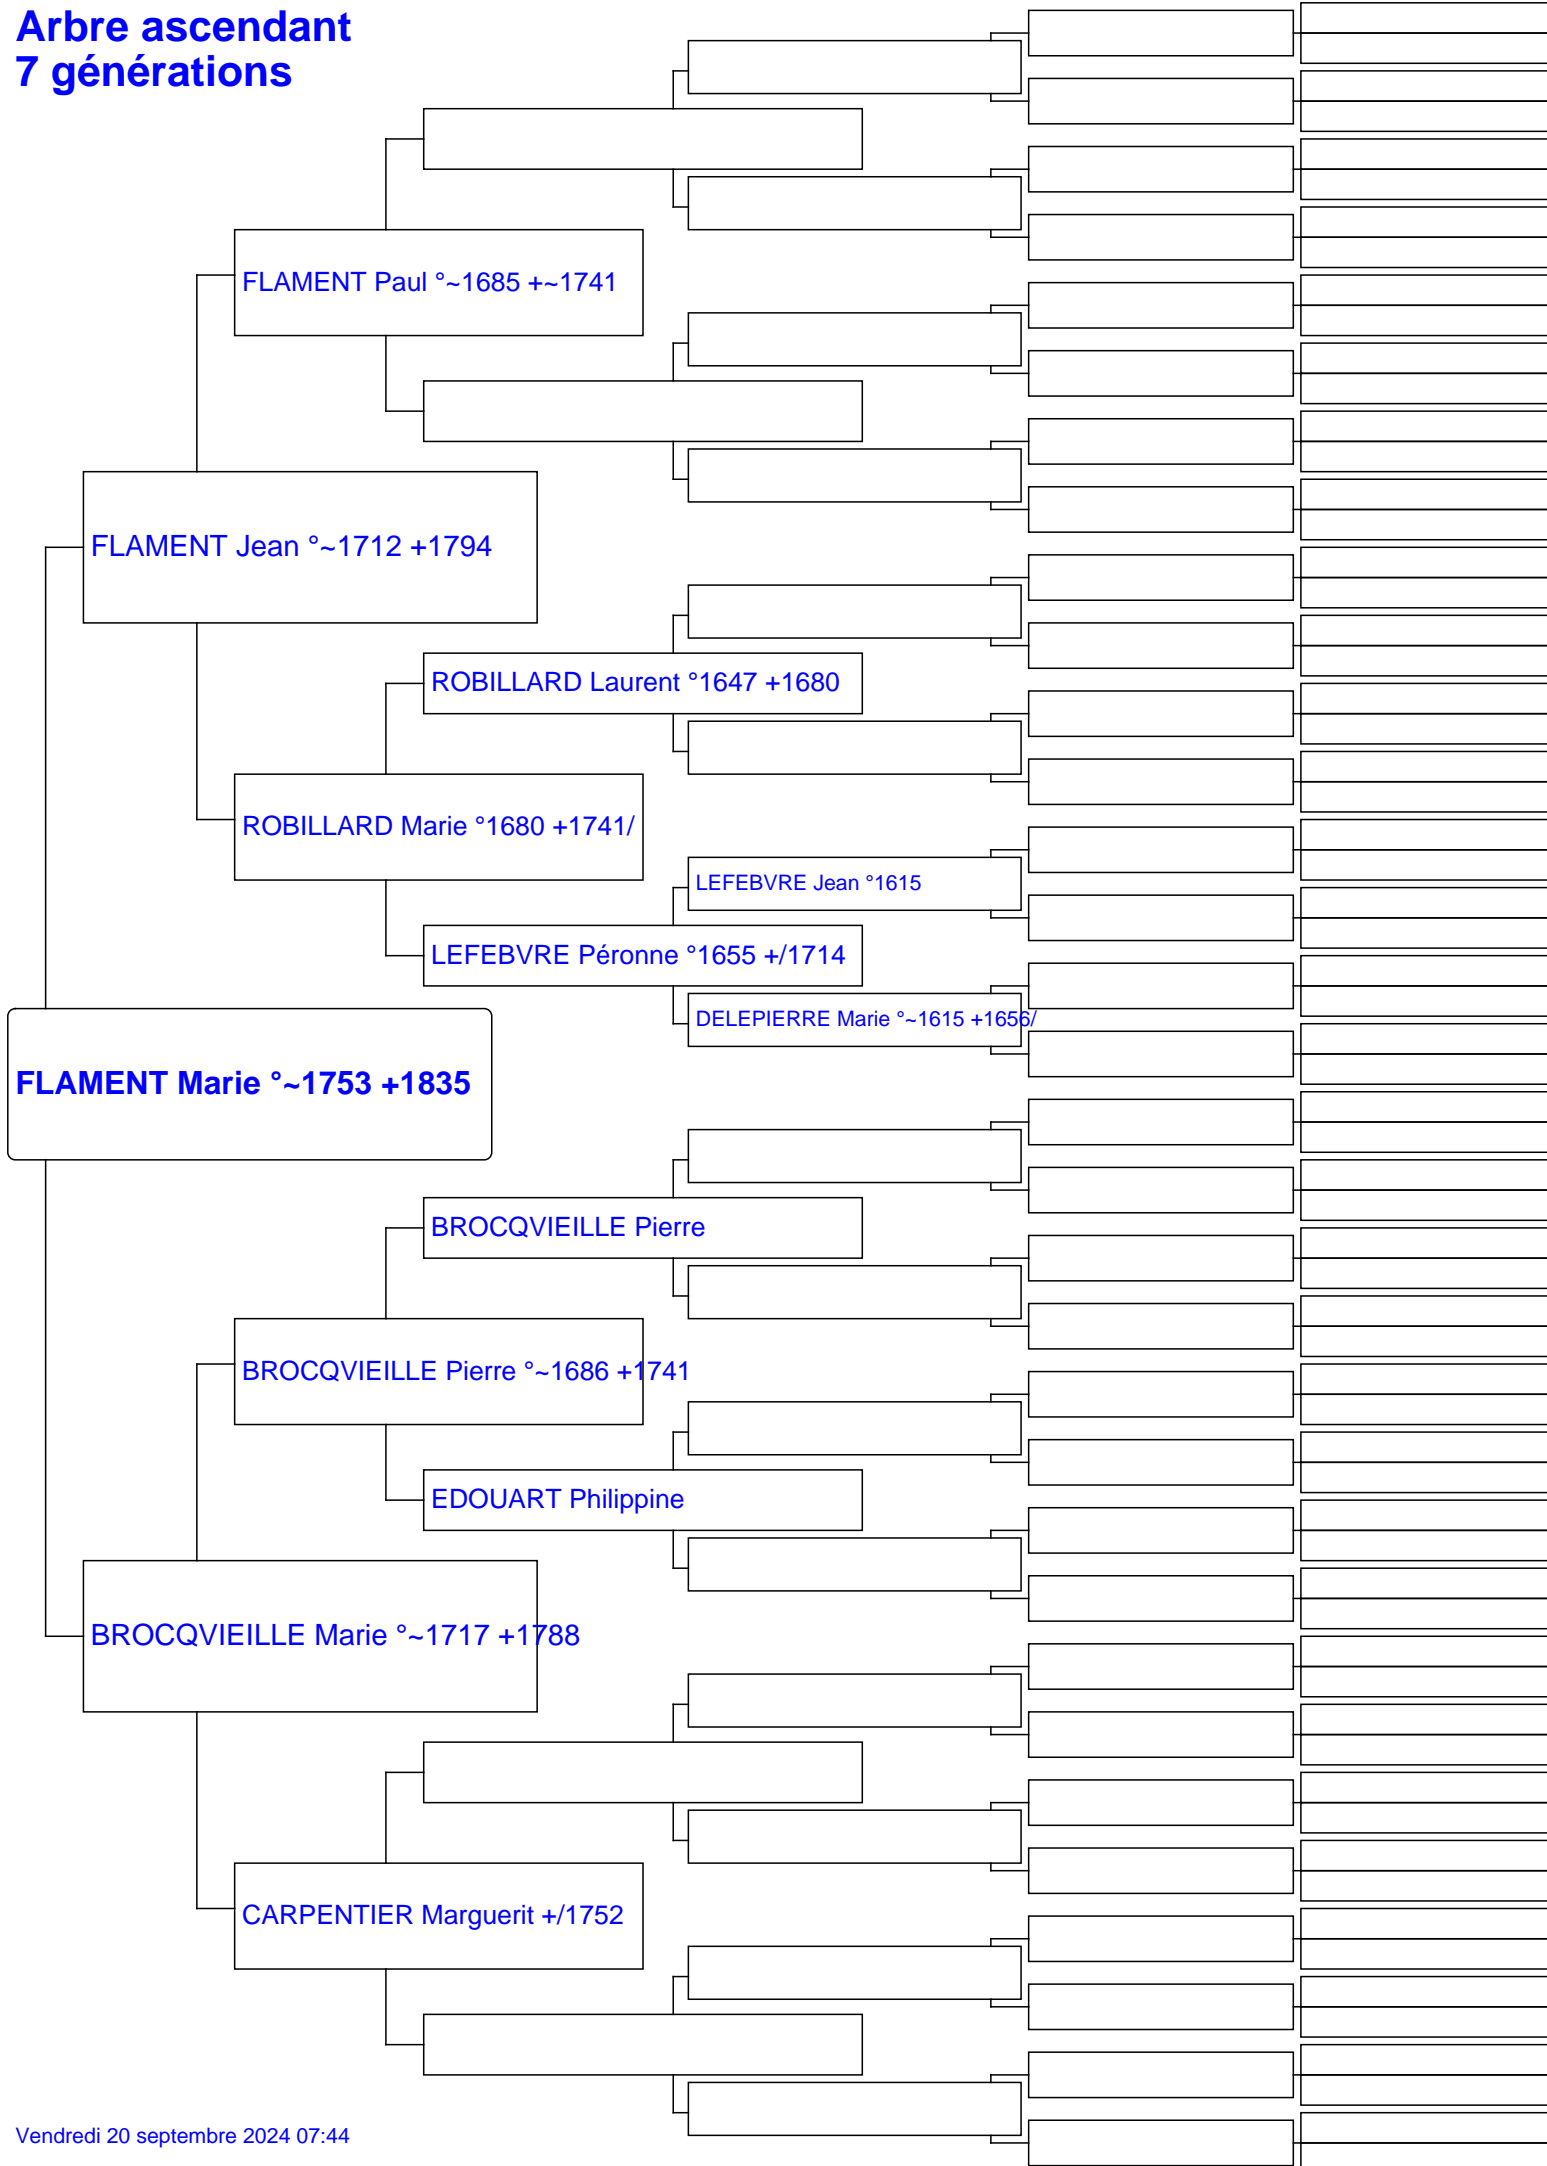 Arbre ascendant
7 générations
FLAMENT Paul °~1685 +~1741
FLAMENT Jean °~1712 +1794
ROBILLARD Laurent °1647 +1680
ROBILLARD Marie °1680 +1741/
LEFEBVRE Jean °1615
LEFEBVRE Péronne °1655 +/1714
DELEPIERRE Marie °~1615 +1656/
FLAMENT Marie °~1753 +1835
BROCQVIEILLE Pierre
BROCQVIEILLE Pierre °~1686 +1741
EDOUART Philippine
BROCQVIEILLE Marie °~1717 +1788
CARPENTIER Marguerit +/1752
Vendredi 20 septembre 2024 07:44